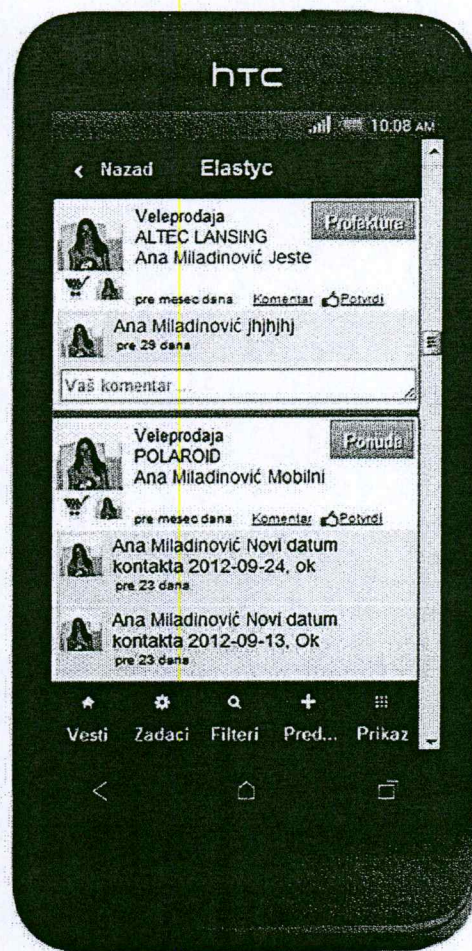 hTC
10:08 AM
Nazad Elastyc
Veleprodaja
Profaktura
ALTEC LANSING
Ana Miladinović Jeste
pre mesec dana Komentar Potvrdi
Ana Miladinović jhjhjhj
pre 29 dana
Vaš komentar ...
Veleprodaja
Ponuda
POLAROID
Ana Miladinović Mobilni
pre mesec dana Komentar Potvrdi
Ana Miladinović Novi datum
kontakta 2012-09-24, ok
pre 23 dana
Ana Miladinović Novi datum
kontakta 2012-09-13, Ok
pre 23 dana
Vesti Zadaci Filteri Pred... Prikaz